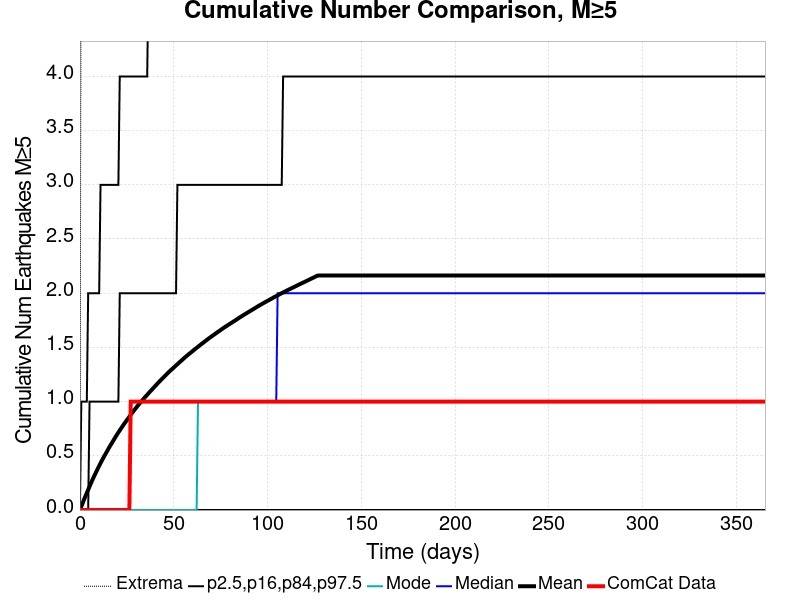 Cumulative Number Comparison, M≥5
Cumulative Num Earthquakes M≥5
4.0
3.5
3.0
2.5
2.0
1.5
1.0
0.5
0.0
0 50 100 150 200 250 300 350
Time (days)
Extrema p2.5,p16,p84,p97.5 Mode Median Mean ComCat Data